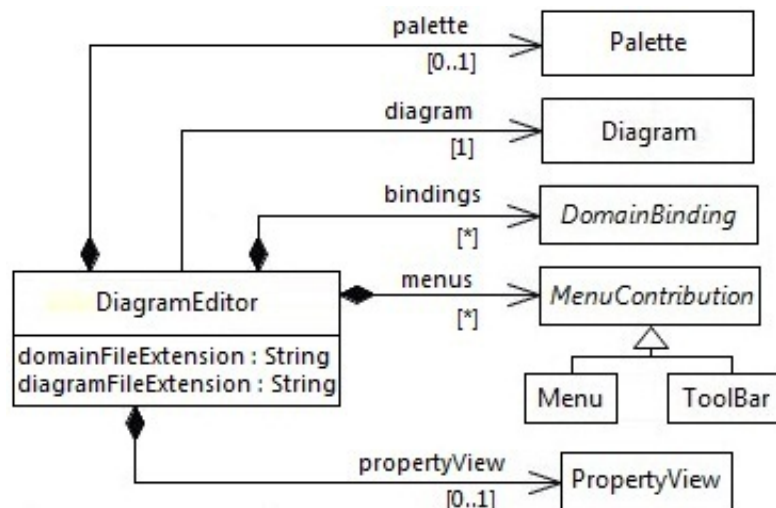 palette
[0..1]
Palette
diagram
[1]
Diagram
bindings
[*]
DomainBinding
DiagramEditor
domainFileExtension : String
diagramFileExtension : String
menus
[*]
MenuContribution
Menu
ToolBar
propertyView
[0..1]
PropertyView